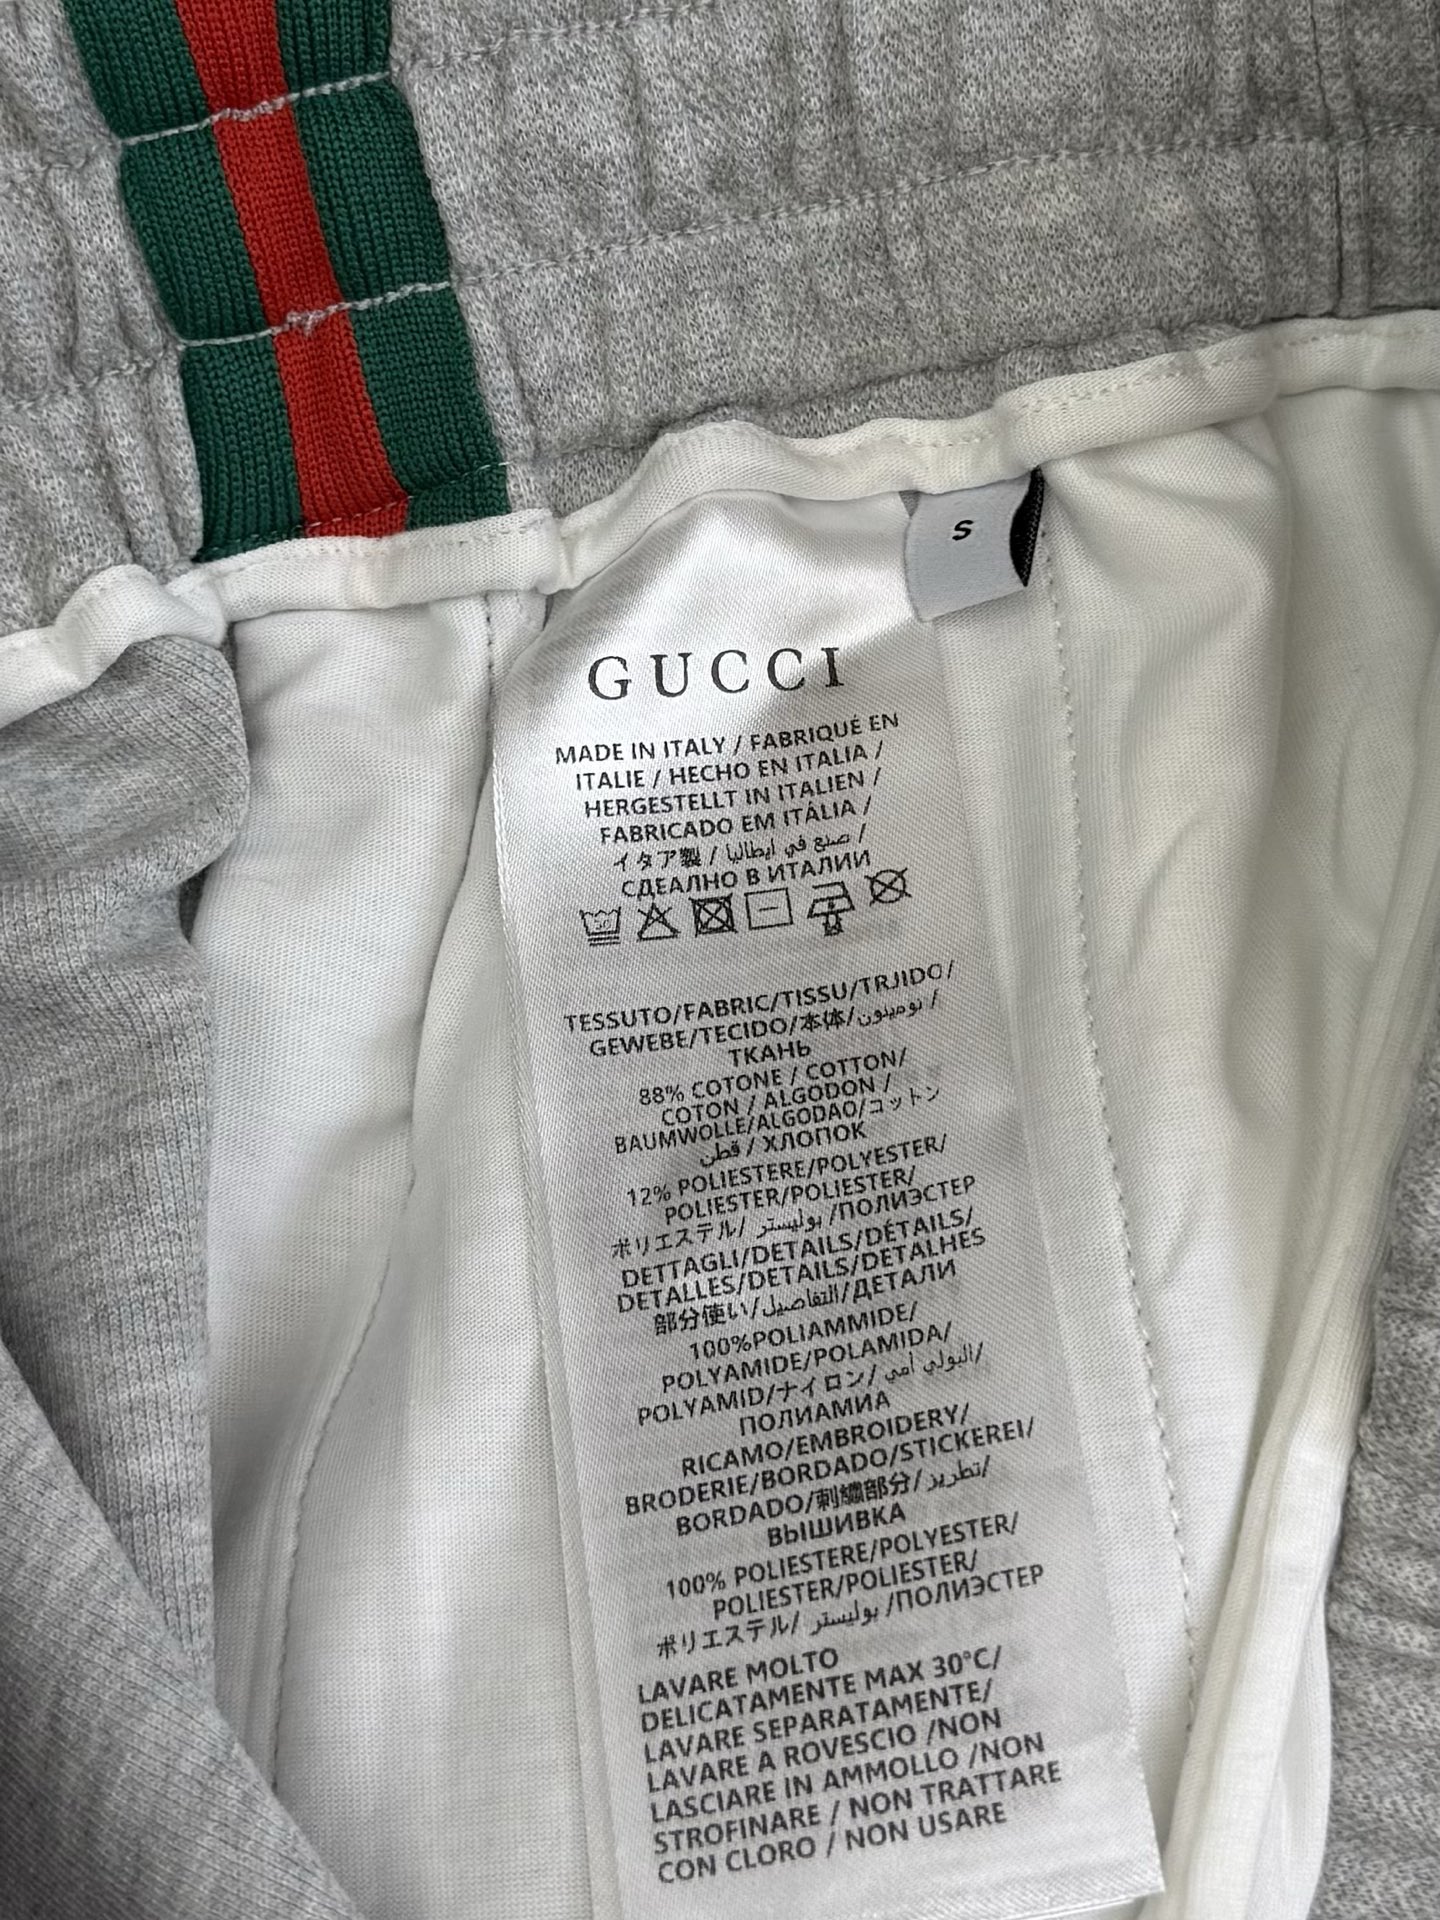 S
GUCCI
MADE IN ITALY / FABRIQUÉ EN
ITALIE / HECHO EN ITALIA /
HERGESTELLT IN ITALIEN /
FABRICADO EM ITÁLIA /
イタア製 / صنع في ايطاليا /
СДЕАЛНО В ИТАЛИИ
TESSUTO/FABRIC/TISSU/TRJIDO/
GEWEBE/TECIDO/本体/نومينون /
ТКАНЬ
88% COTONE / COTTON/
COTON / ALGODON /
BAUMWOLLE/ALGODAO/コットン
قطن / ХЛОПОК
12% POLIESTERE/POLYESTER/
POLIESTER/POLIESTER/
ポリエステル/ بوليستر /ПОЛИЭСТЕР
DETTAGLI/DETAILS/DÉTAILS/
DETALLES/DETAILS/DETALHES
部分使い/التفاصيل/ДЕТАЛИ
100%POLIAMMIDE/
POLYAMIDE/POLAMIDA/
POLYAMID/ナイロン/ البولي أمي/
ПОЛИАМИА
RICAMO/EMBROIDERY/
BRODERIE/BORDADO/STICKEREI/
BORDADO/刺繍部分/تطريز/
ВЫШИВКА
100% POLIESTERE/POLYESTER/
POLIESTER/POLIESTER/
ポリエステル/ بوليستر /ПОЛИЭСТЕР
LAVARE MOLTO
DELICATAMENTE MAX 30°C/
LAVARE SEPARATAMENTE/
LAVARE A ROVESCIO /NON
LASCIARE IN AMMOLLO /NON
STROFINARE / NON TRATTARE
CON CLORO / NON USARE